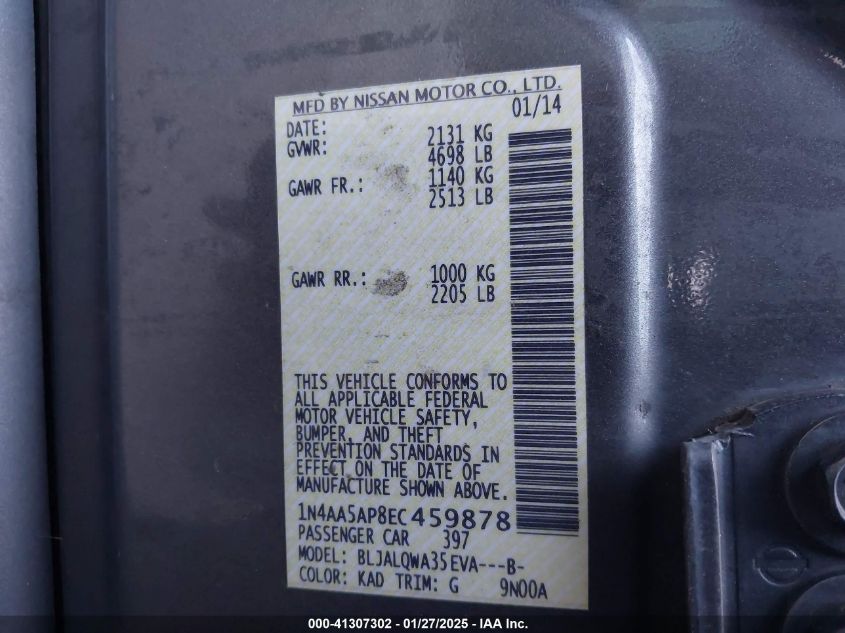 MFD BY NISSAN MOTOR CO., LTD.
DATE: 01/14
GVWR: 2131 KG
4698 LB
GAWR FR.: 1140 KG
2513 LB
GAWR RR.: 1000 KG
2205 LB
THIS VEHICLE CONFORMS TO
ALL APPLICABLE FEDERAL
MOTOR VEHICLE SAFETY,
BUMPER, AND THEFT
PREVENTION STANDARDS IN
EFFECT ON THE DATE OF
MANUFACTURE SHOWN ABOVE.
1N4AA5AP8EC459878
PASSENGER CAR 397
MODEL: BLJALQWA35EVA---B-
COLOR: KAD TRIM: G 9N00A
000-41307302 - 01/27/2025 - IAA Inc.